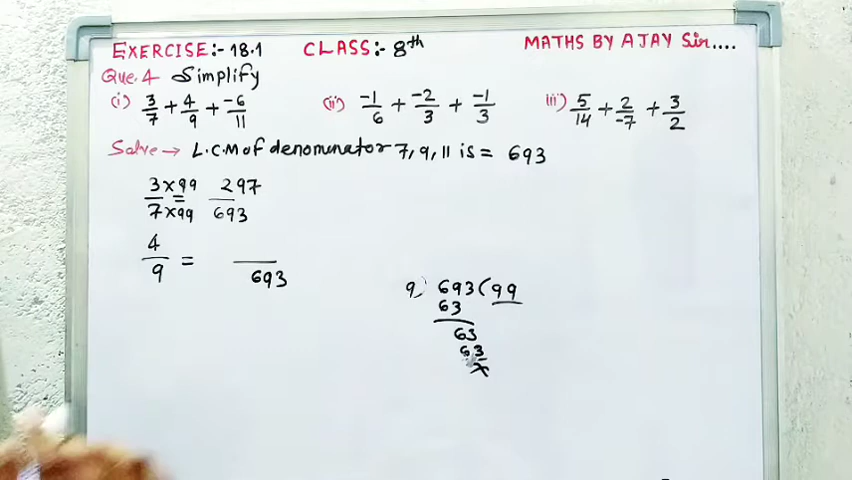 EXERCISE:- 18.1 CLASS:- 8th MATHS BY AJAY Sir....
Que.4 Simplify
(i) 3/7 + 4/9 + -6/11 (ii) -1/6 + -2/3 + -1/3 iii) 5/14 + 2/-7 + 3/2
Solve → L.C.M of denominator 7, 9, 11 is = 693
3×99/7×99 = 297/693
4/9 = /693
9) 693 (99
63
63
63
×